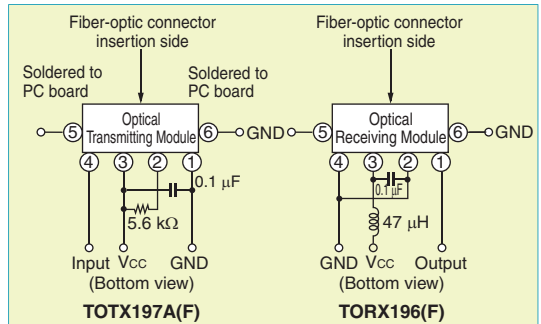 Fiber-optic connector
insertion side
Soldered to
PC board
Soldered to
PC board
Optical
Transmitting Module
5
6
GND
4
3
2
1
0.1 µF
5.6 kΩ
Input
Vcc
GND
(Bottom view)
TOTX197A(F)
Fiber-optic connector
insertion side
Optical
Receiving Module
5
6
GND
4
3
2
1
0.1 µF
47 µH
GND
Vcc
Output
(Bottom view)
TORX196(F)